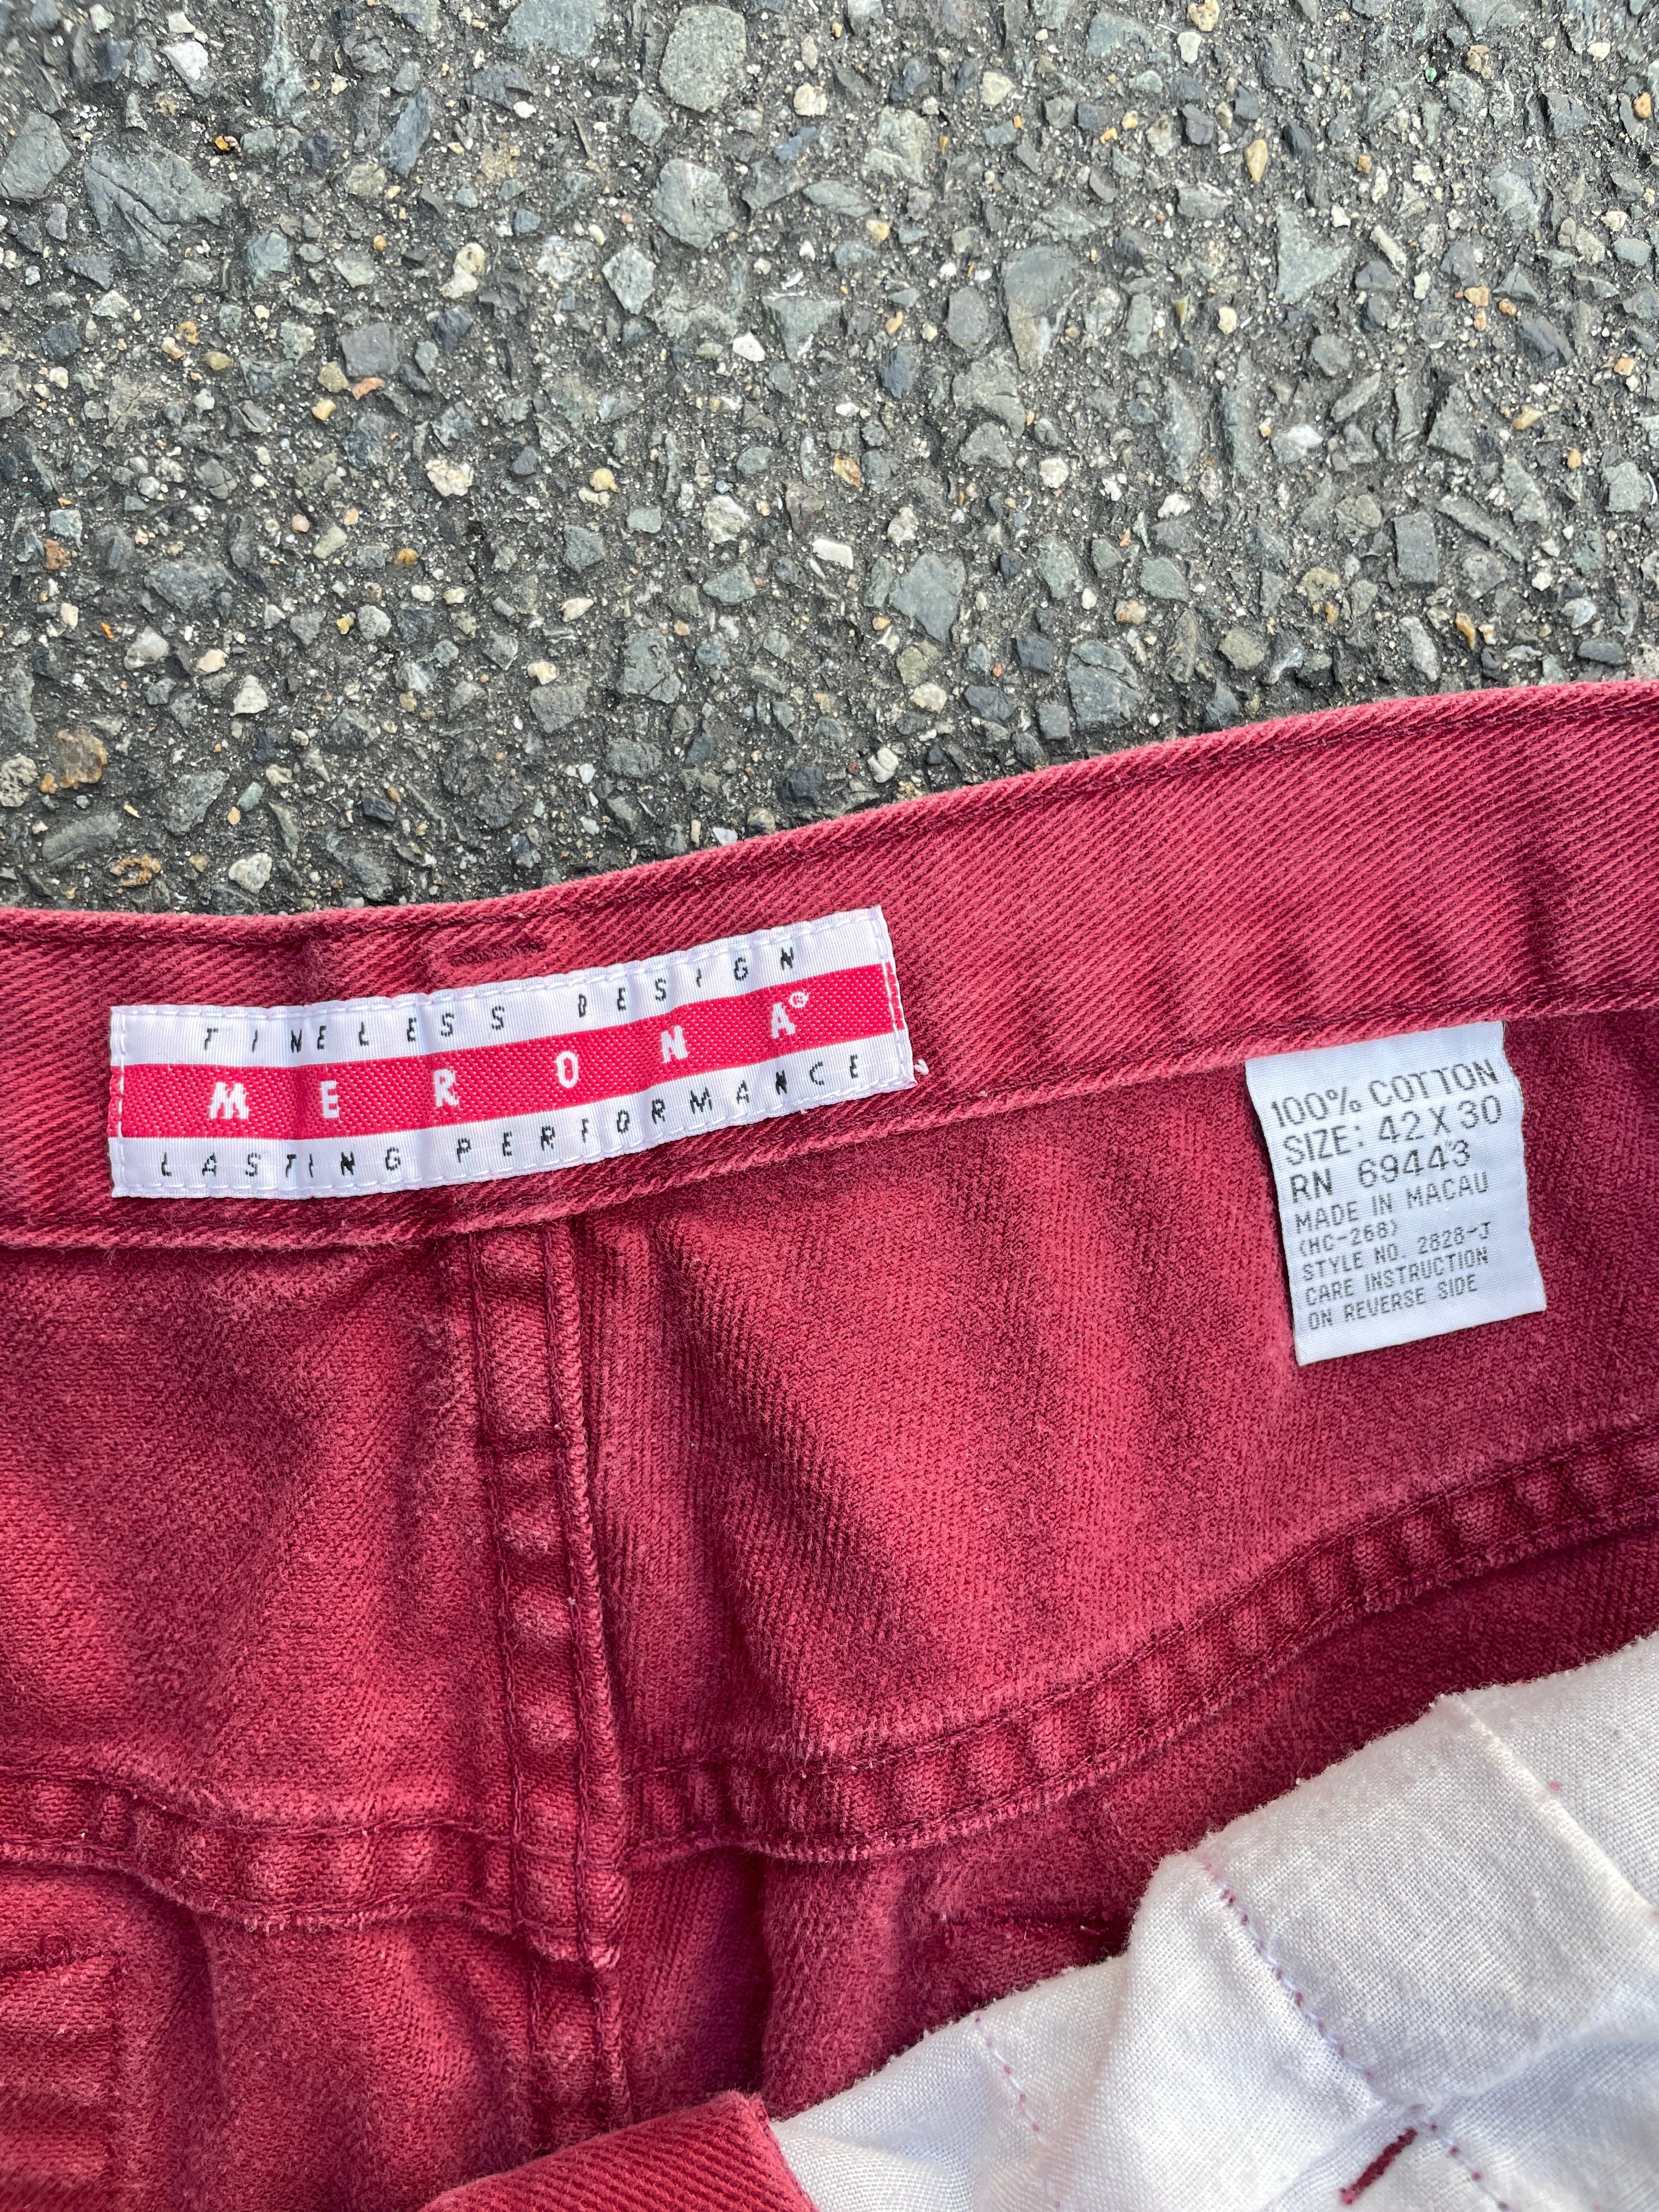 TIMELESS DESIGN
MERONA®
LASTING PERFORMANCE
100% COTTON
SIZE: 42 X 30
RN 69443
MADE IN MACAU
(HC-268)
STYLE NO. 2828-J
CARE INSTRUCTION
ON REVERSE SIDE